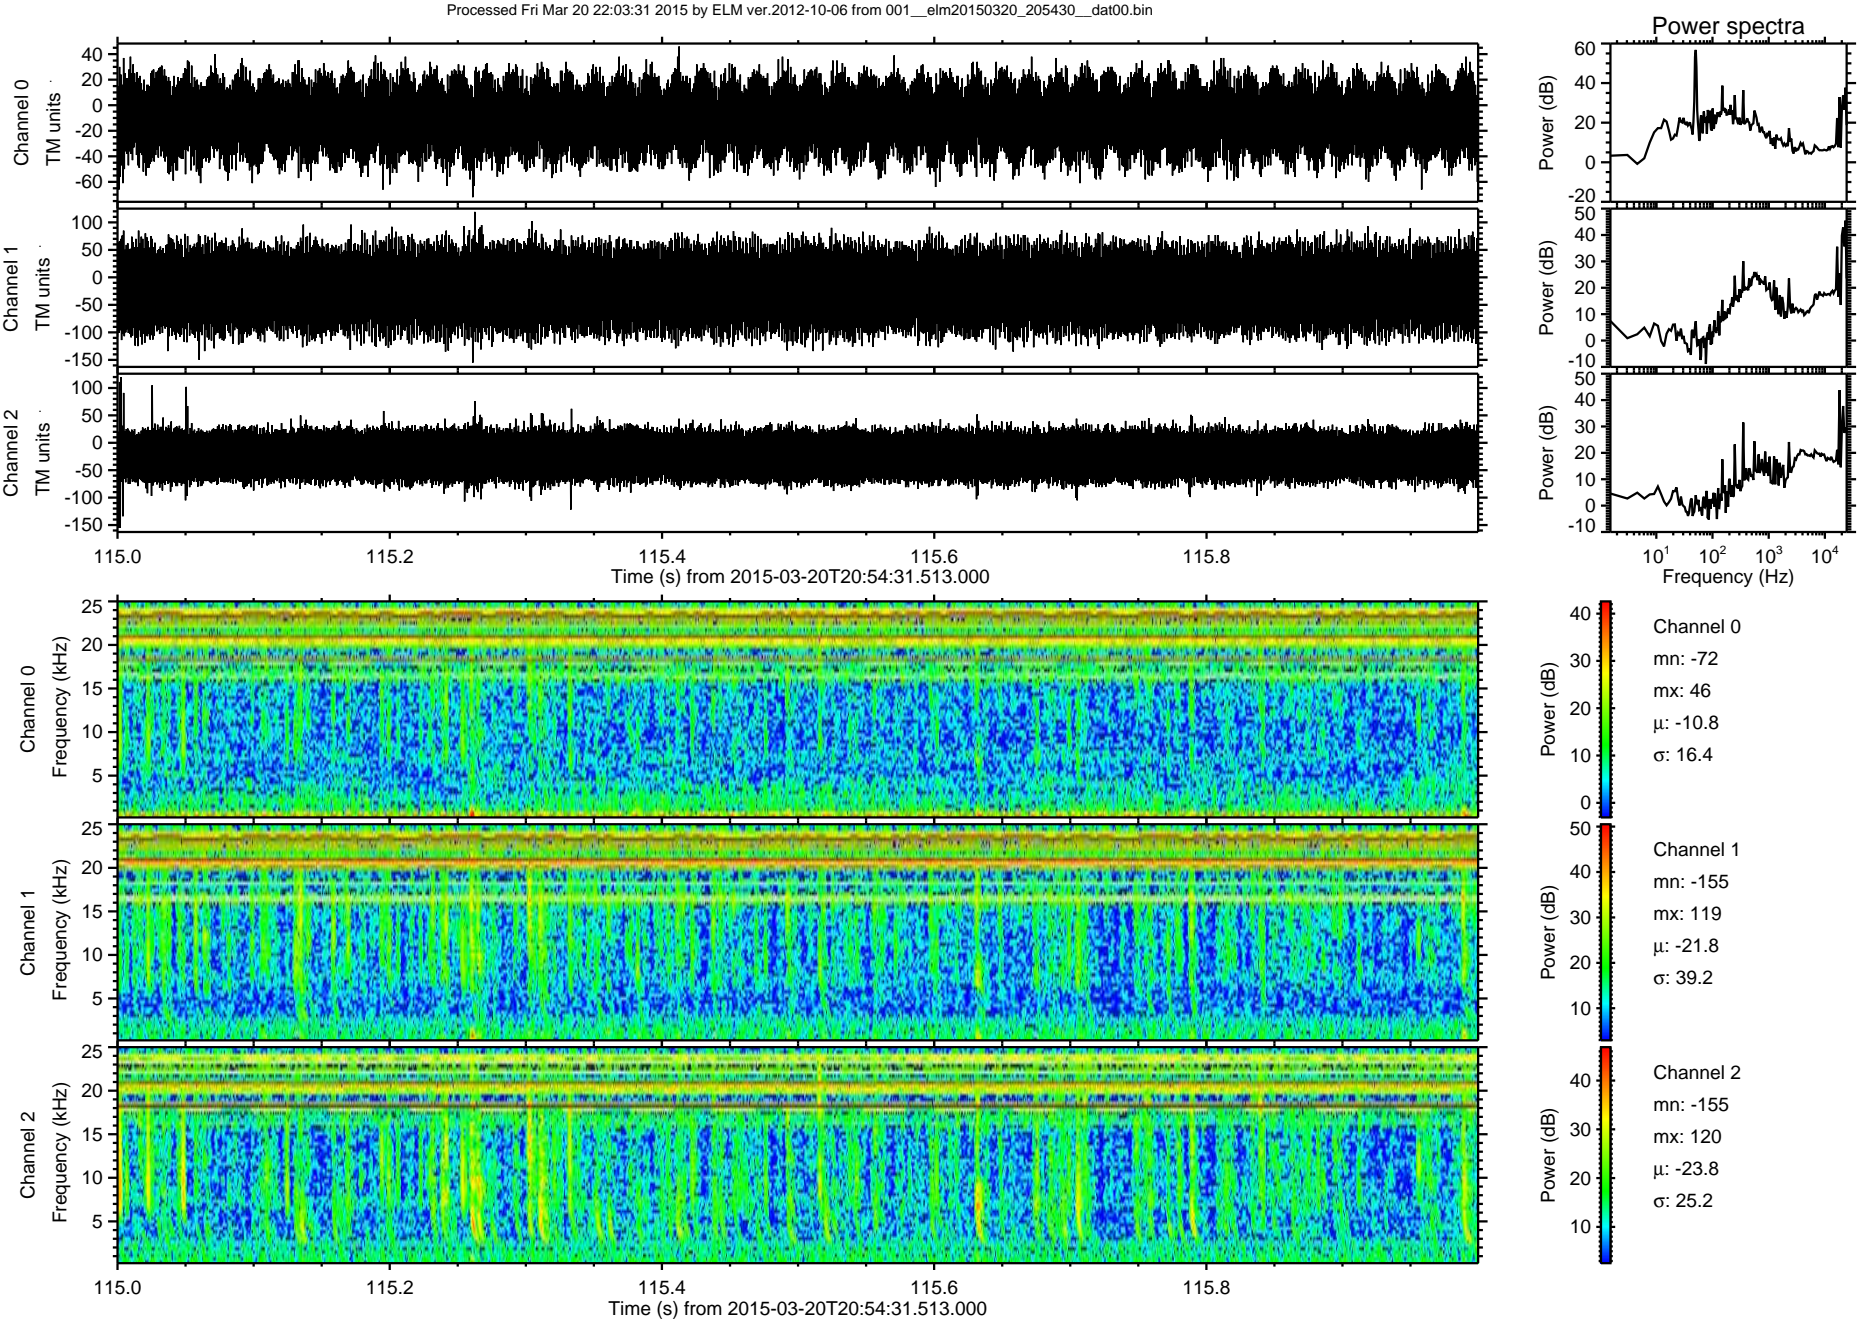 Processed Fri Mar 20 22:03:31 2015 by ELM ver.2012-10-06 from 001__elm20150320_205430__dat00.bin
Power spectra
Channel 0
TM units
40
20
0
-20
-40
-60
Power (dB)
60
40
20
0
-20
Channel 1
TM units
100
50
0
-50
-100
-150
Power (dB)
50
40
30
20
10
0
-10
Channel 2
TM units
100
50
0
-50
-100
-150
Power (dB)
50
40
30
20
10
0
-10
115.0 115.2 115.4 115.6 115.8
Time (s) from 2015-03-20T20:54:31.513.000
10^1 10^2 10^3 10^4
Frequency (Hz)
Channel 0
Frequency (kHz)
25
20
15
10
5
Power (dB)
40
30
20
10
0
Channel 0
mn: -72
mx: 46
μ: -10.8
σ: 16.4
Channel 1
Frequency (kHz)
25
20
15
10
5
Power (dB)
50
40
30
20
10
Channel 1
mn: -155
mx: 119
μ: -21.8
σ: 39.2
Channel 2
Frequency (kHz)
25
20
15
10
5
Power (dB)
40
30
20
10
Channel 2
mn: -155
mx: 120
μ: -23.8
σ: 25.2
115.0 115.2 115.4 115.6 115.8
Time (s) from 2015-03-20T20:54:31.513.000